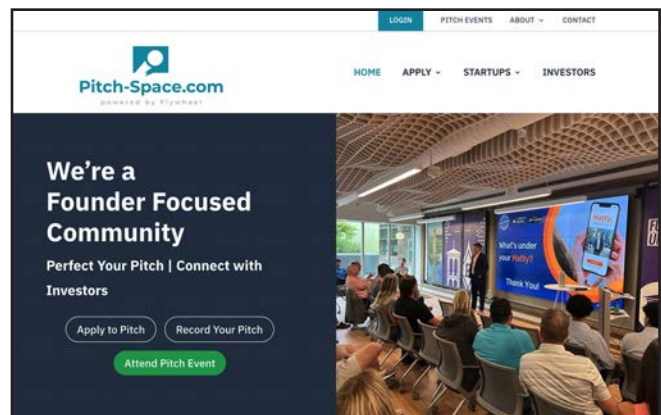 LOGIN PITCH EVENTS ABOUT CONTACT
Pitch-Space.com
powered by Flywheel
HOME APPLY STARTUPS INVESTORS
We're a
Founder Focused
Community
Perfect Your Pitch | Connect with
Investors
Apply to Pitch Record Your Pitch
Attend Pitch Event
What's under
your Hatty?
Thank You!
Hatty